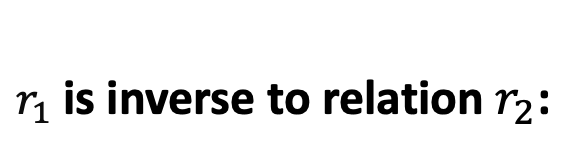 𝑟₁ is inverse to relation 𝑟₂: